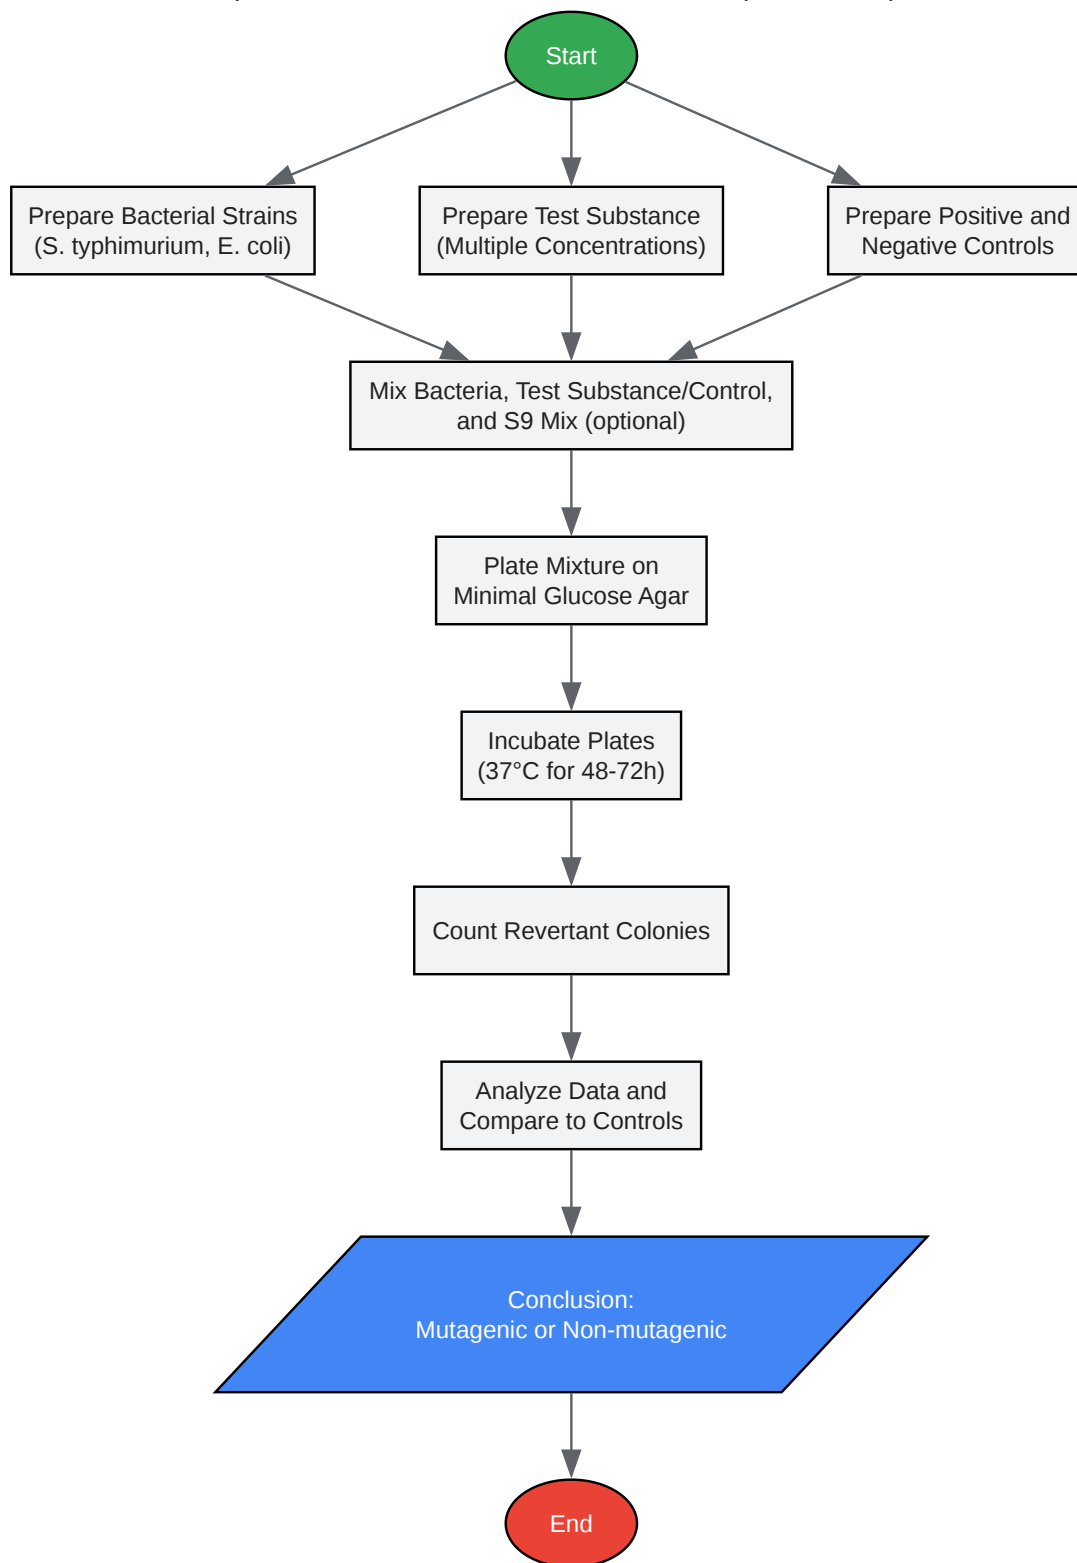 Start
Prepare Bacterial Strains
(S. typhimurium, E. coli)
Prepare Test Substance
(Multiple Concentrations)
Prepare Positive and
Negative Controls
Mix Bacteria, Test Substance/Control,
and S9 Mix (optional)
Plate Mixture on
Minimal Glucose Agar
Incubate Plates
(37°C for 48-72h)
Count Revertant Colonies
Analyze Data and
Compare to Controls
Conclusion:
Mutagenic or Non-mutagenic
End